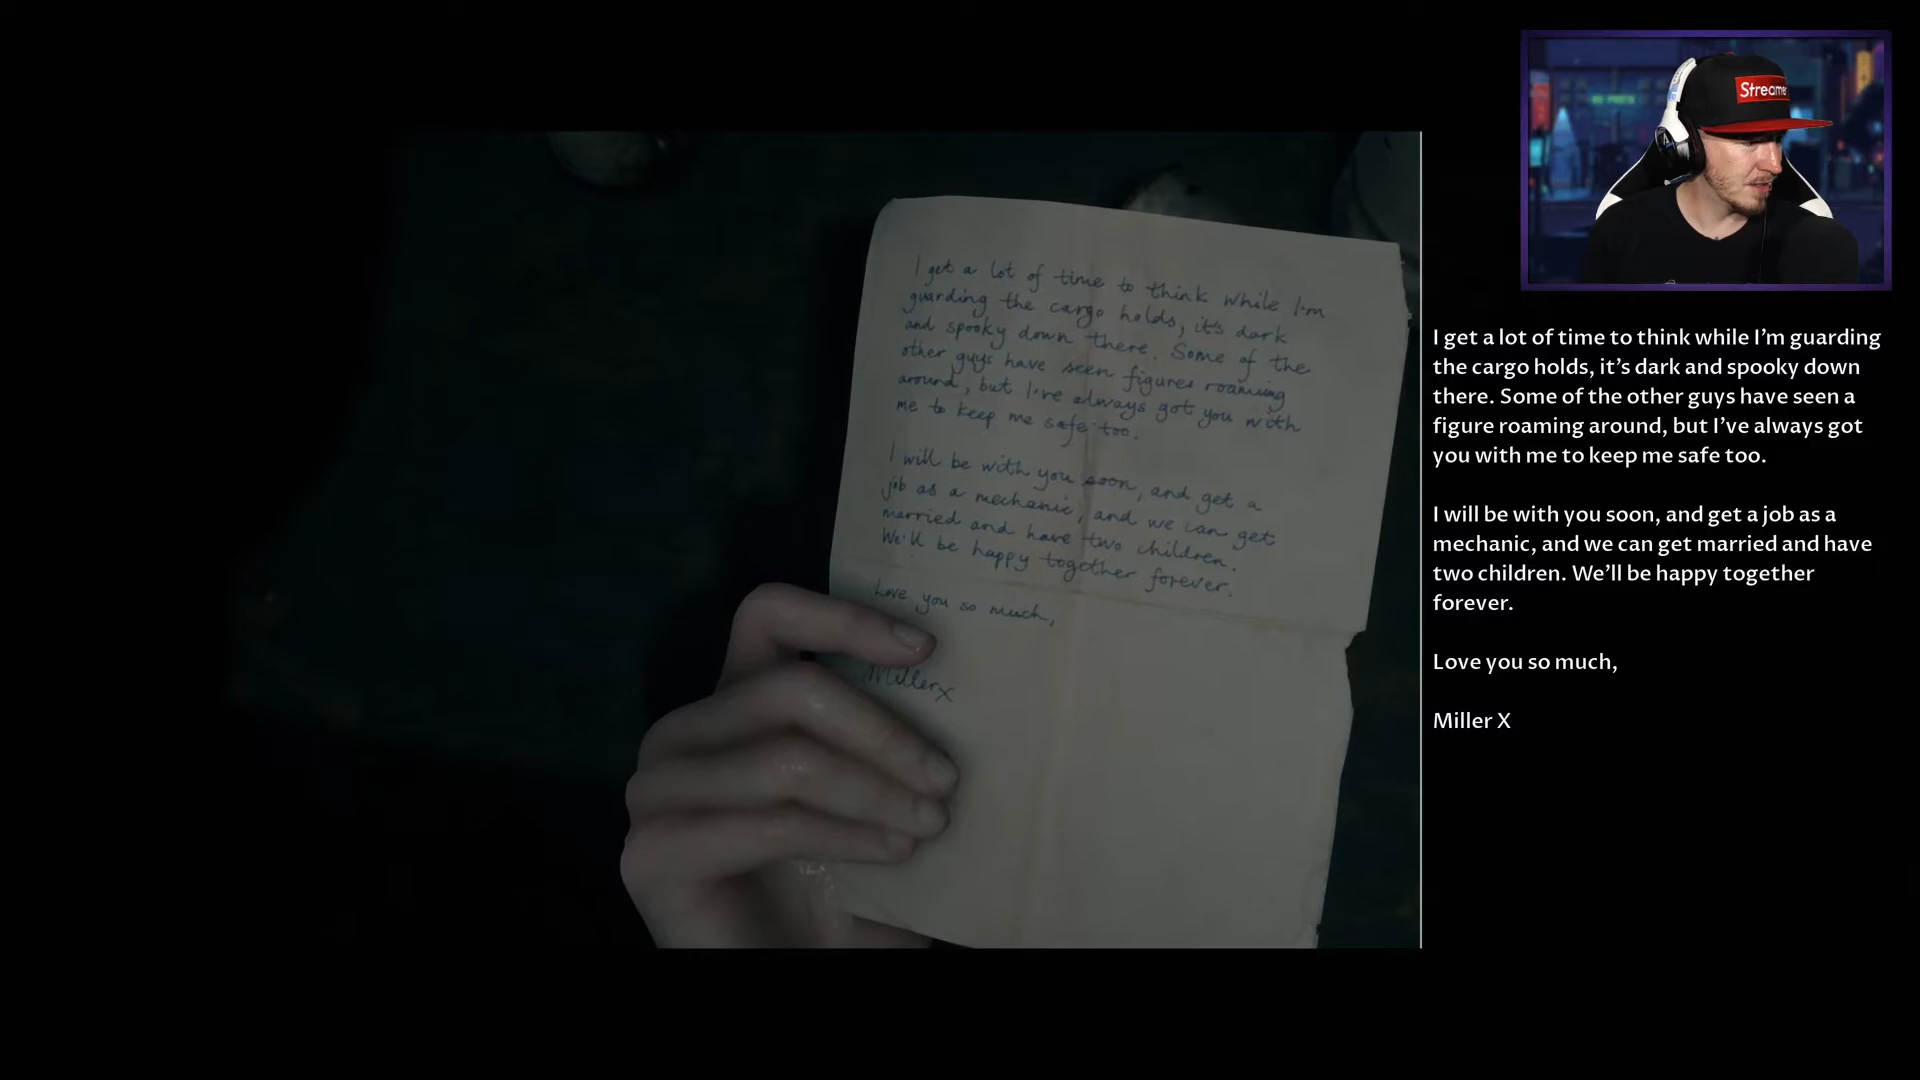 Streame
I get a lot of time to think while I'm
guarding the cargo holds, it's dark
and spooky down there. Some of the
other guys have seen figures roaming
around, but I've always got you with
me to keep me safe too.
I will be with you soon, and get a
job as a mechanic, and we can get
married and have two children.
We'll be happy together forever.
Love you so much,
Miller x
I get a lot of time to think while I'm guarding
the cargo holds, it's dark and spooky down
there. Some of the other guys have seen a
figure roaming around, but I've always got
you with me to keep me safe too.
I will be with you soon, and get a job as a
mechanic, and we can get married and have
two children. We'll be happy together
forever.
Love you so much,
Miller X